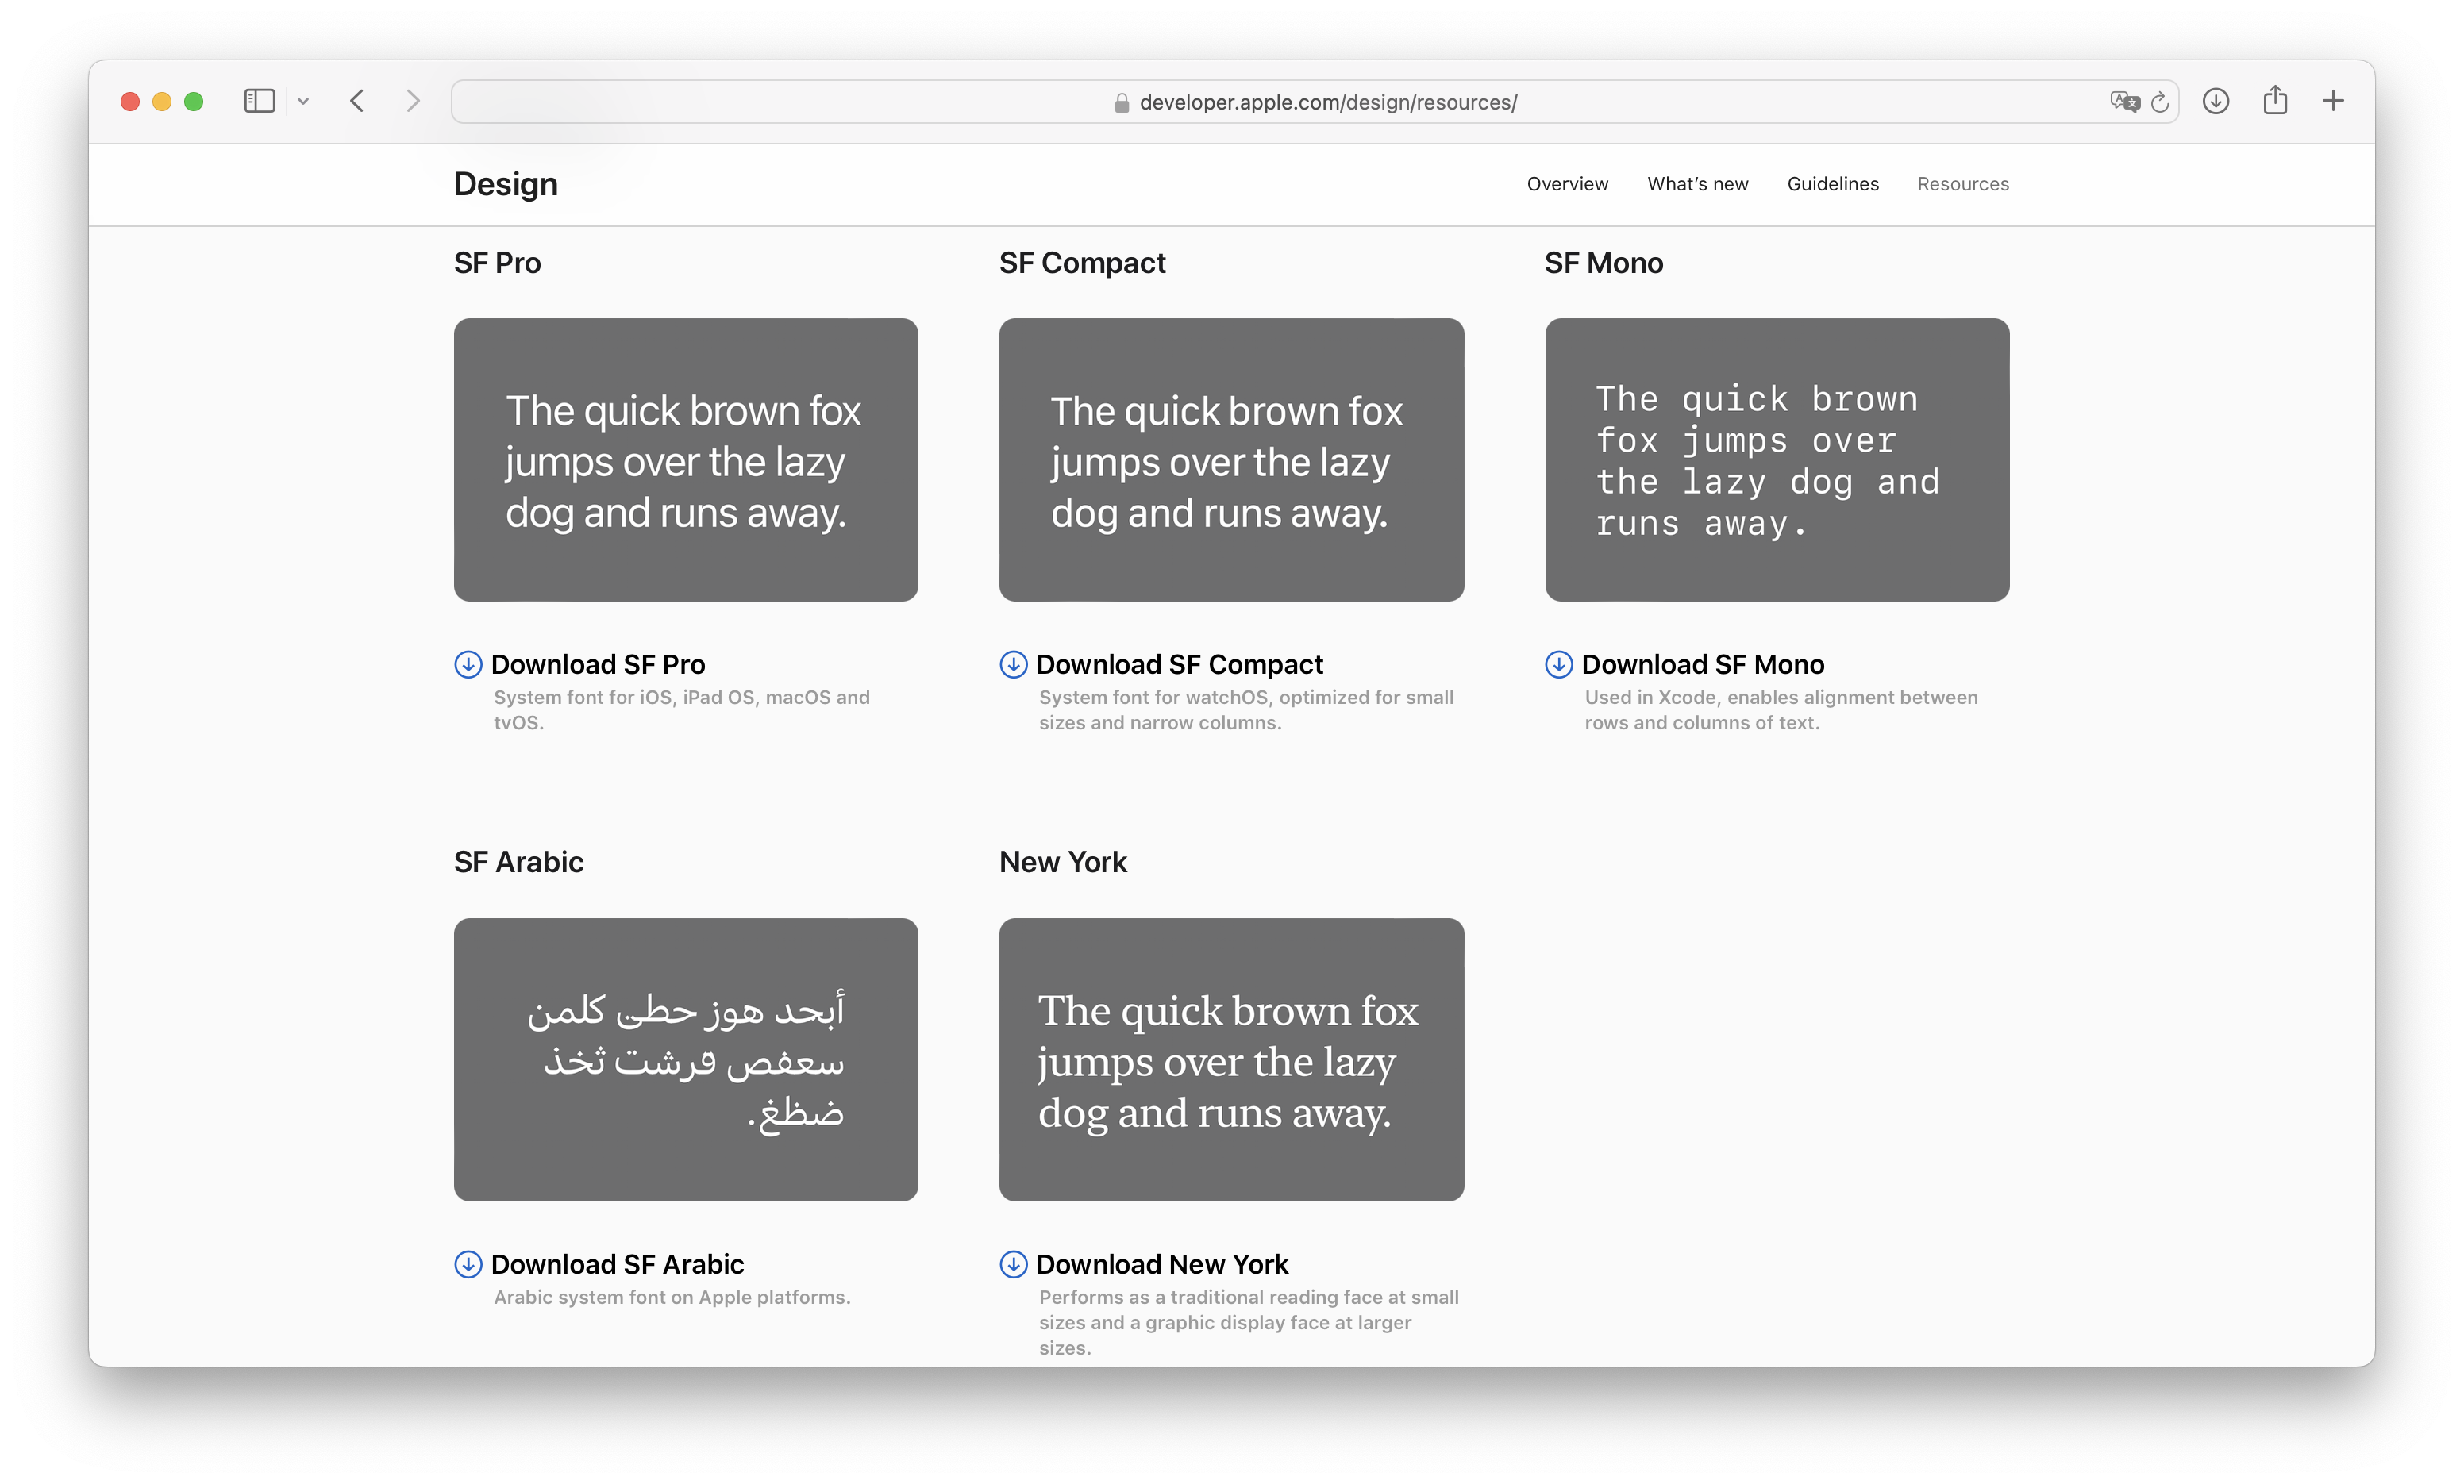 developer.apple.com/design/resources/
Design
Overview
What's new
Guidelines
Resources
SF Pro
The quick brown fox
jumps over the lazy
dog and runs away.
Download SF Pro
System font for iOS, iPad OS, macOS and
tvOS.
SF Compact
The quick brown fox
jumps over the lazy
dog and runs away.
Download SF Compact
System font for watchOS, optimized for small
sizes and narrow columns.
SF Mono
The quick brown
fox jumps over
the lazy dog and
runs away.
Download SF Mono
Used in Xcode, enables alignment between
rows and columns of text.
SF Arabic
أبجد هوز حطي كلمن
سعفص قرشت ثخذ
ضظغ.
Download SF Arabic
Arabic system font on Apple platforms.
New York
The quick brown fox
jumps over the lazy
dog and runs away.
Download New York
Performs as a traditional reading face at small
sizes and a graphic display face at larger
sizes.